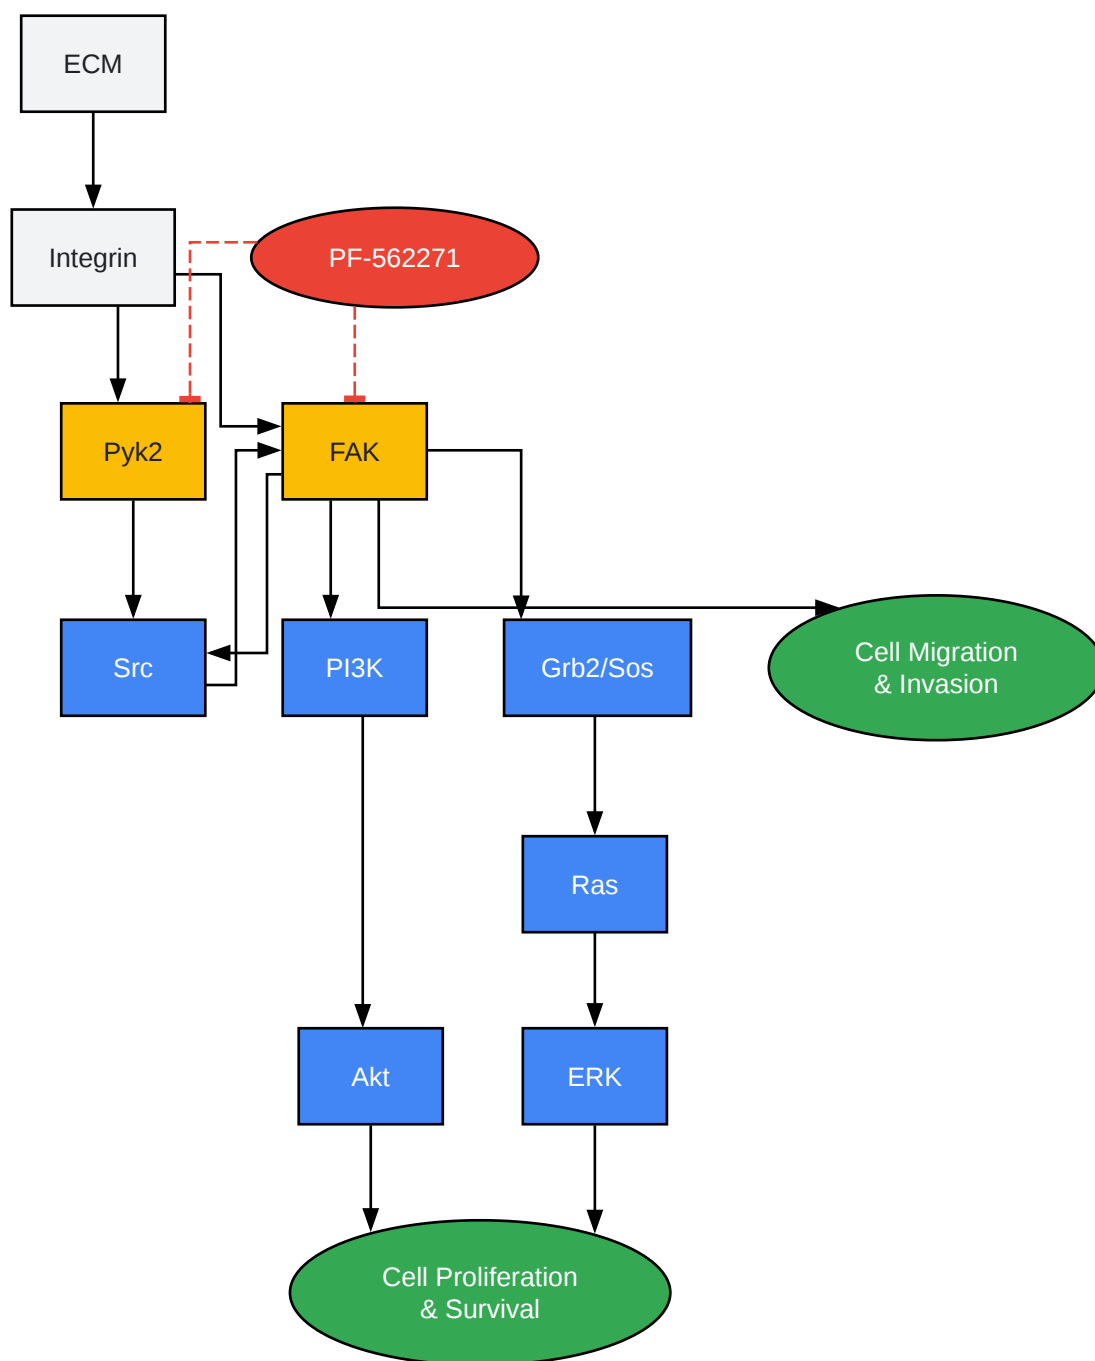 ECM
Integrin
PF-562271
Pyk2
FAK
Src
PI3K
Grb2/Sos
Cell Migration
& Invasion
Ras
Akt
ERK
Cell Proliferation
& Survival